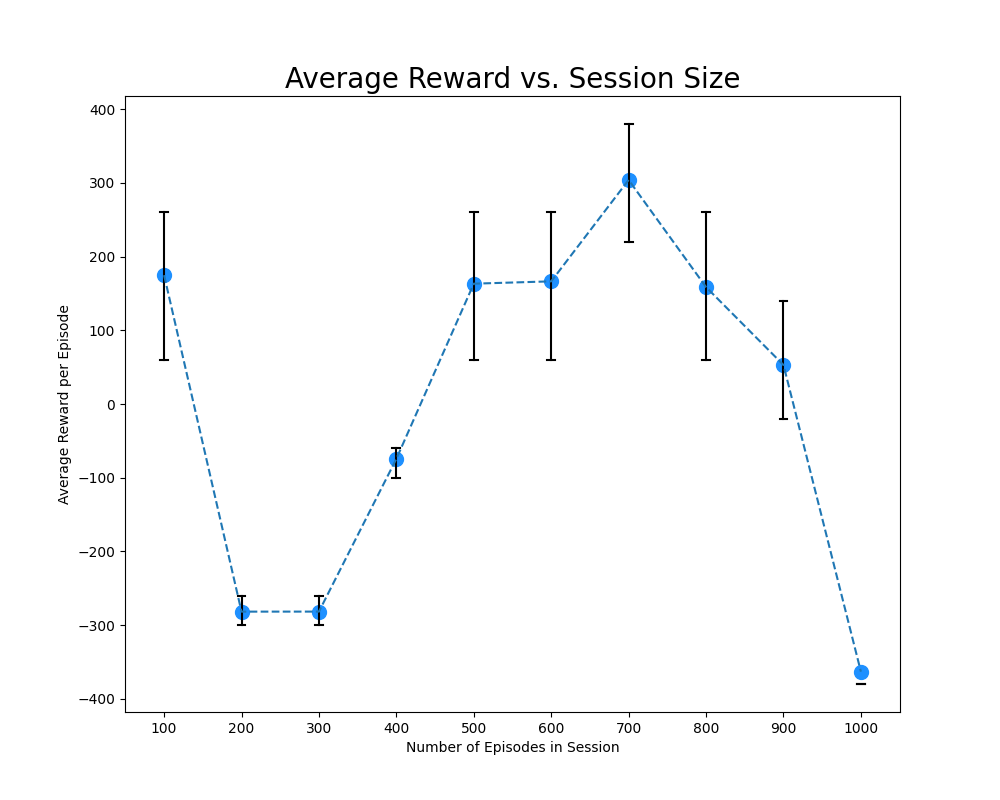 Average Reward vs. Session Size
400
300
200
100
0
−100
−200
−300
−400
Average Reward per Episode
100 200 300 400 500 600 700 800 900 1000
Number of Episodes in Session